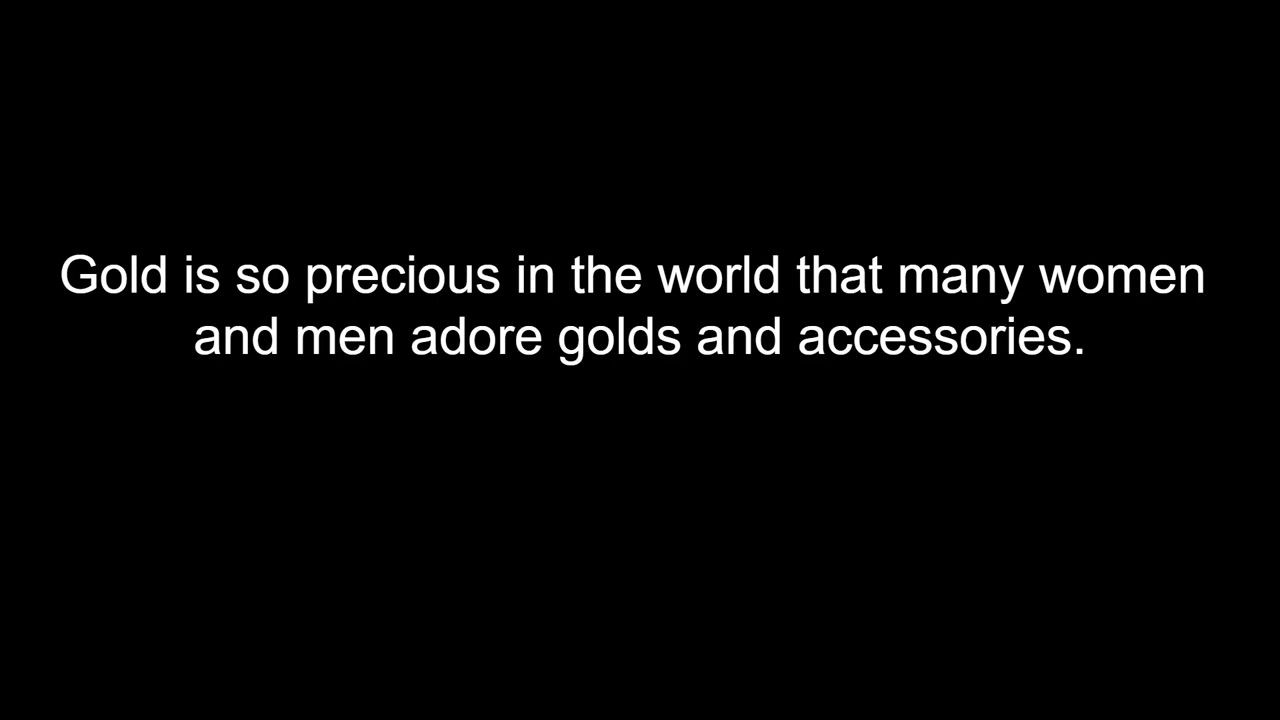 Gold is so precious in the world that many women
and men adore golds and accessories.